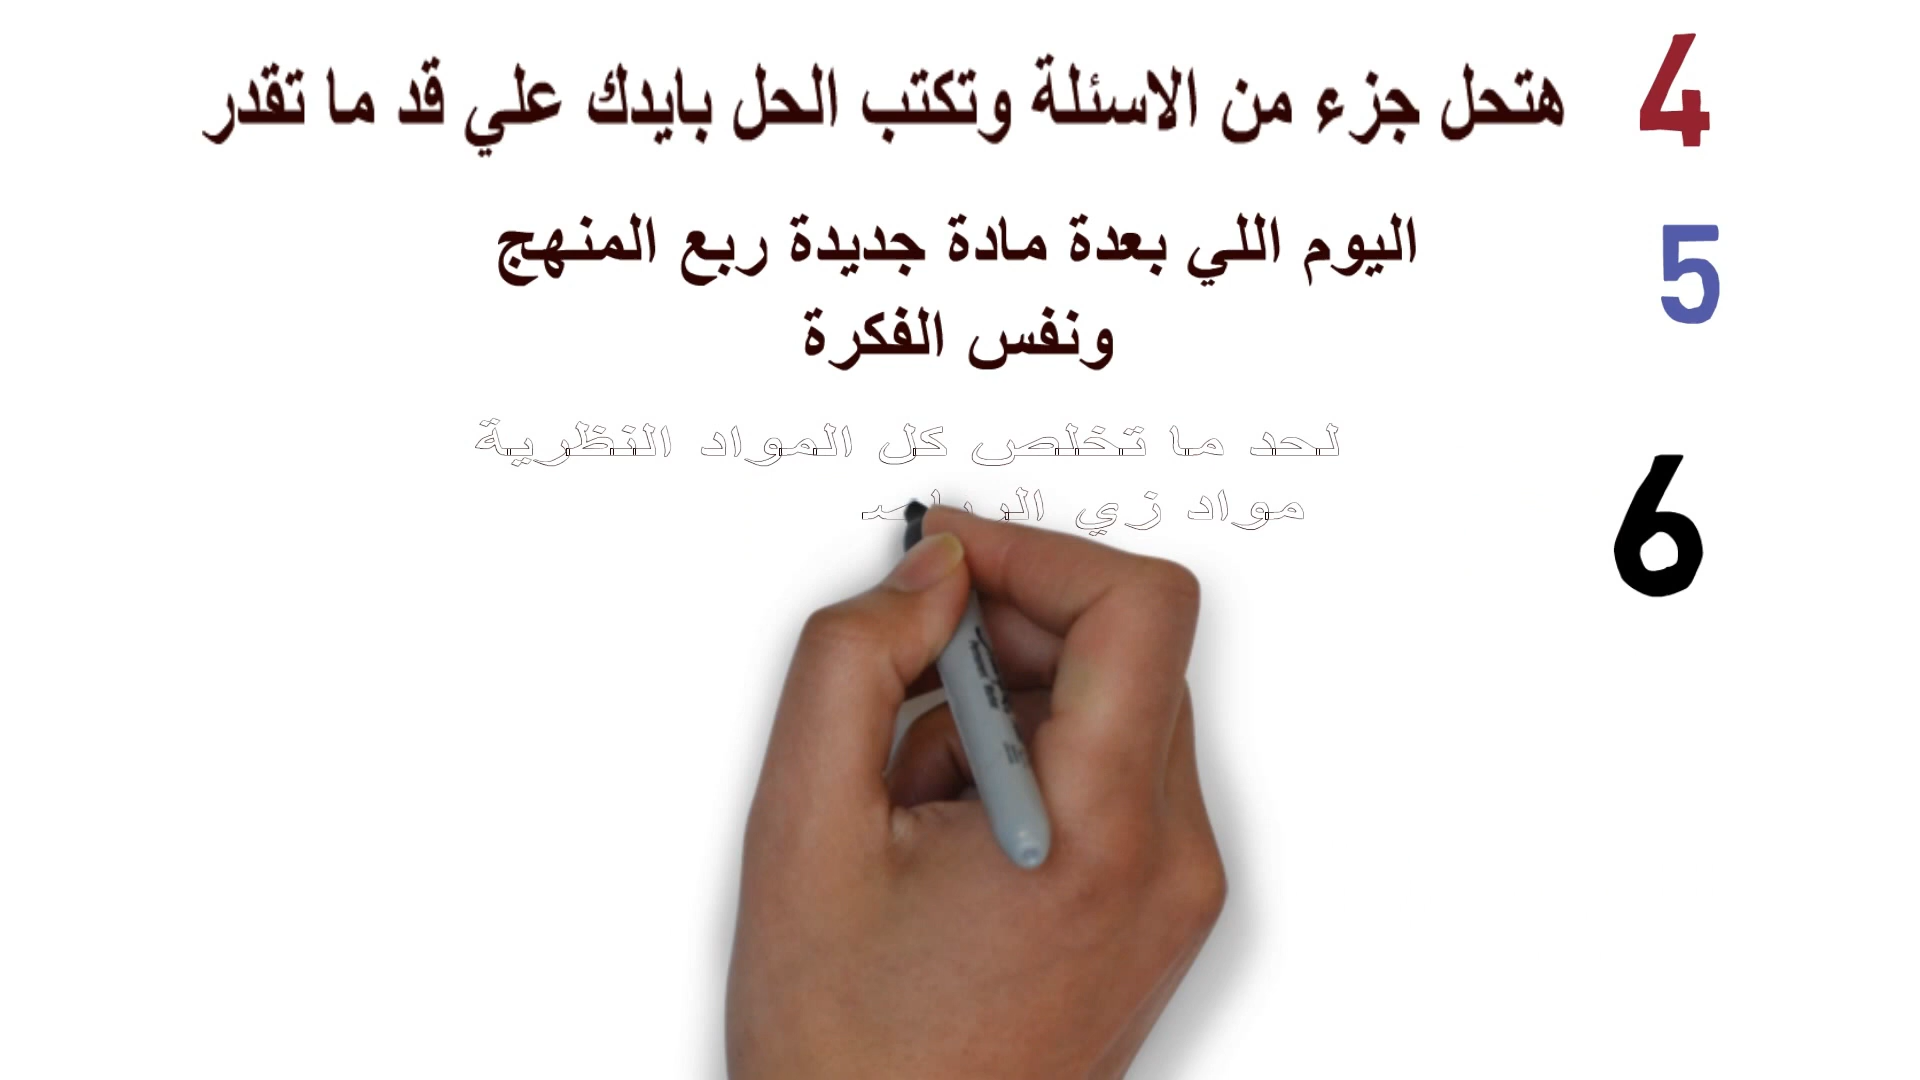 4 هتحل جزء من الاسئلة وتكتب الحل بايدك علي قد ما تقدر
5 اليوم اللي بعدة مادة جديدة ربع المنهج
ونفس الفكرة
6 لحد ما تخلص كل المواد النظرية
مواد زي